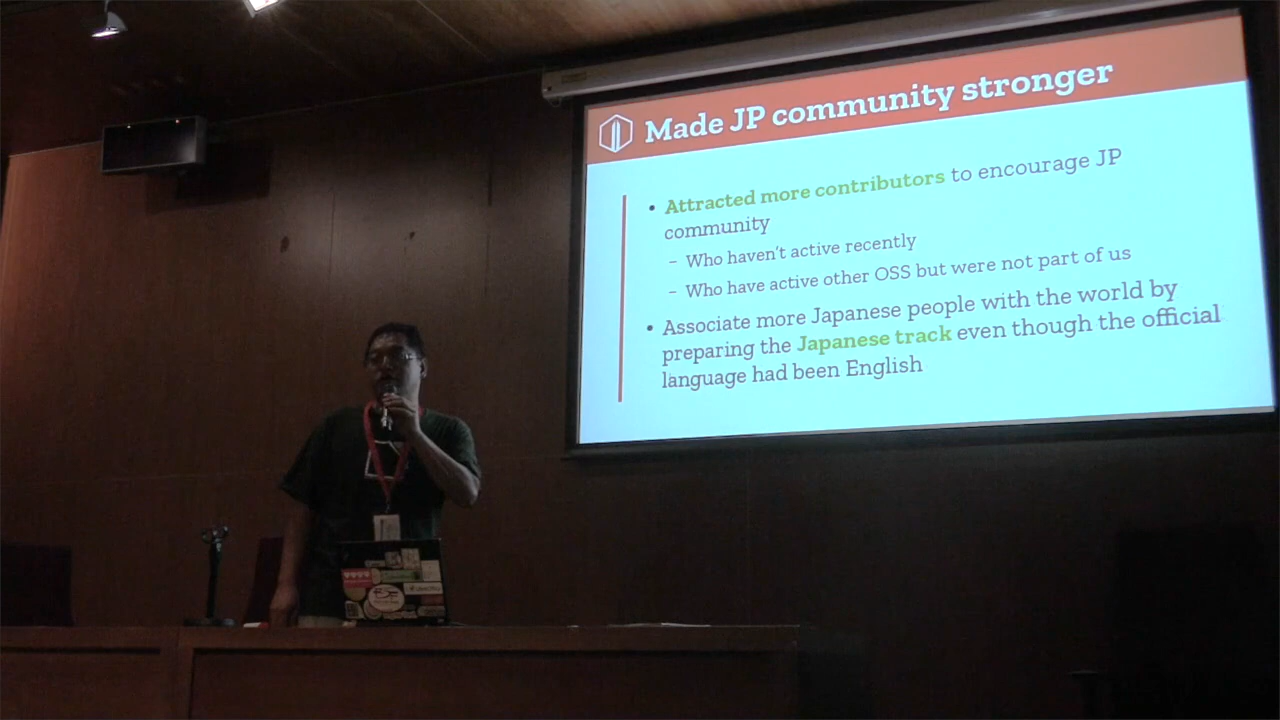 Made JP community stronger
• Attracted more contributors to encourage JP
community
– Who haven't active recently
– Who have active other OSS but were not part of us
• Associate more Japanese people with the world by
preparing the Japanese track even though the official
language had been English